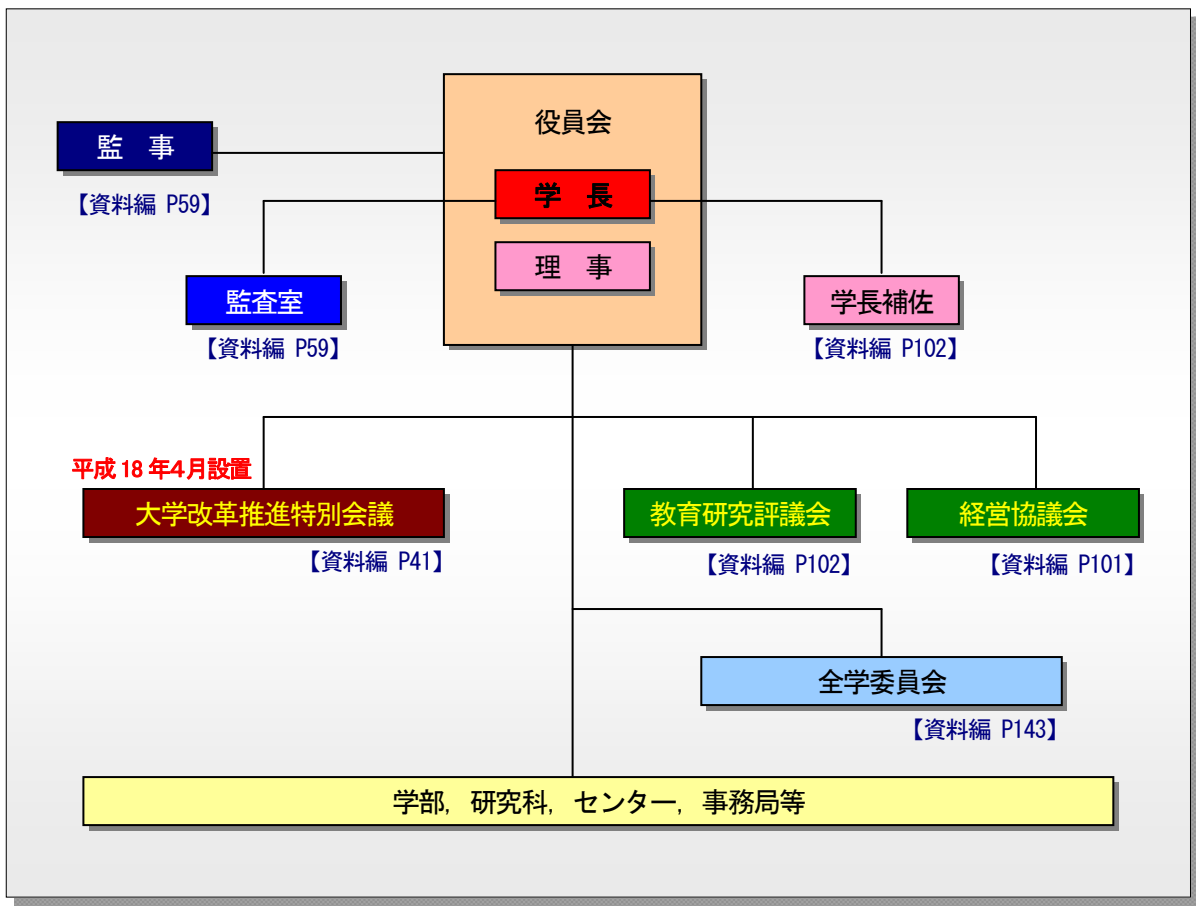 役員会
監　事
【資料編 P59】
学　長
理　事
監査室
【資料編 P59】
学長補佐
【資料編 P102】
平成18年4月設置
大学改革推進特別会議
【資料編 P41】
教育研究評議会
【資料編 P102】
経営協議会
【資料編 P101】
全学委員会
【資料編 P143】
学部，研究科，センター，事務局等